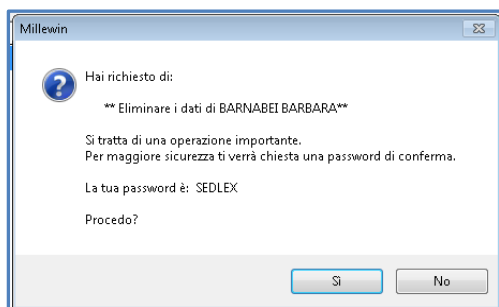 Millewin
Hai richiesto di:
** Eliminare i dati di BARNABEI BARBARA**
Si tratta di una operazione importante.
Per maggiore sicurezza ti verrà chiesta una password di conferma.
La tua password è: SEDLEX
Procedo?
Sì
No